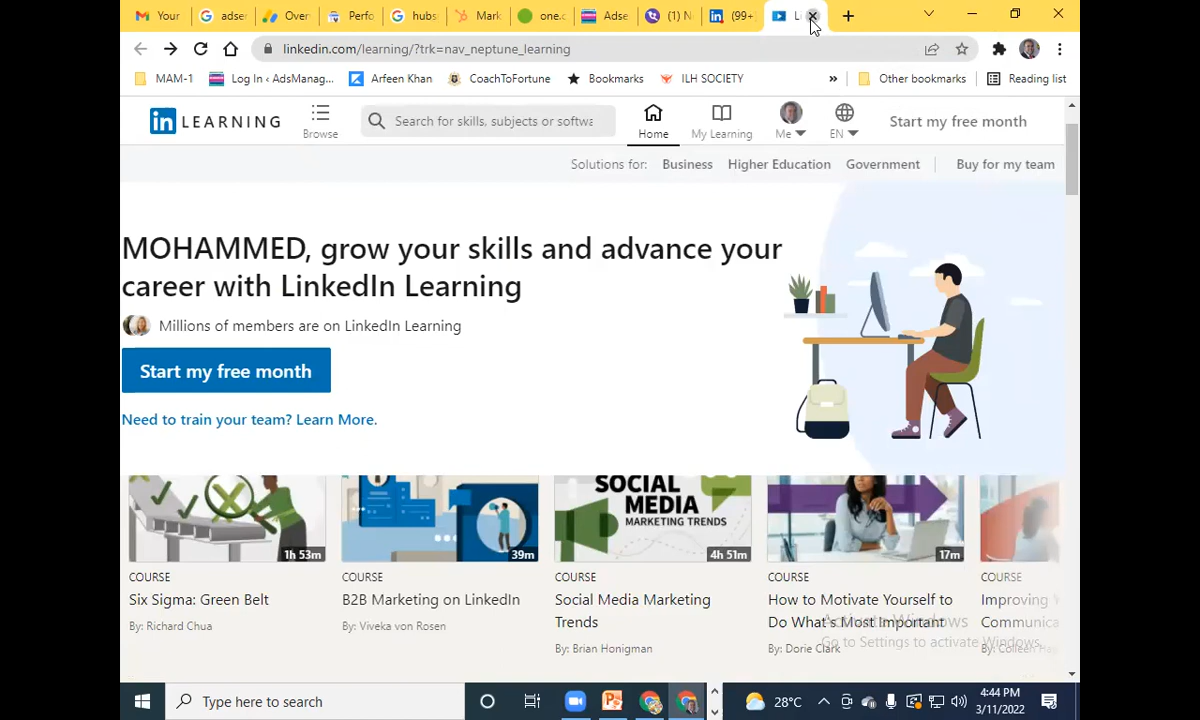 Your
adser
Over
Perfo
hubs
Mark
one.c
Adse
(1) N
(99+
L
linkedin.com/learning/?trk=nav_neptune_learning
MAM-1
Log In ‹ AdsManag...
Arfeen Khan
CoachToFortune
Bookmarks
ILH SOCIETY
»
Other bookmarks
Reading list
in LEARNING
Browse
Search for skills, subjects or softwa
Home
My Learning
Me
EN
Start my free month
Solutions for:
Business
Higher Education
Government
Buy for my team
MOHAMMED, grow your skills and advance your
career with LinkedIn Learning
Millions of members are on LinkedIn Learning
Start my free month
Need to train your team? Learn More.
SOCIAL
MEDIA
MARKETING TRENDS
1h 53m
39m
4h 51m
17m
COURSE
Six Sigma: Green Belt
By: Richard Chua
COURSE
B2B Marketing on LinkedIn
By: Viveka von Rosen
COURSE
Social Media Marketing
Trends
By: Brian Honigman
COURSE
How to Motivate Yourself to
Do What's Most Important
By: Dorie Clark
COURSE
Improving Y
Communica
By: Colleen
Activate Windows
Go to Settings to activate Windows.
Type here to search
28°C
4:44 PM
3/11/2022